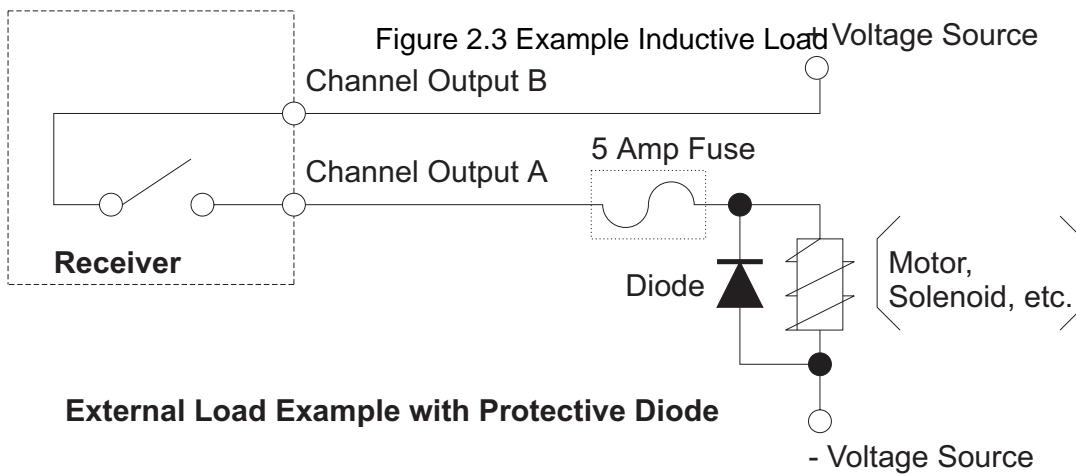 Figure 2.3 Example Inductive Load
+ Voltage Source
Channel Output B
5 Amp Fuse
Channel Output A
Receiver
Diode
Motor,
Solenoid, etc.
External Load Example with Protective Diode
- Voltage Source